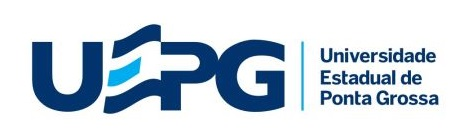 UEPG
Universidade
Estadual de
Ponta Grossa